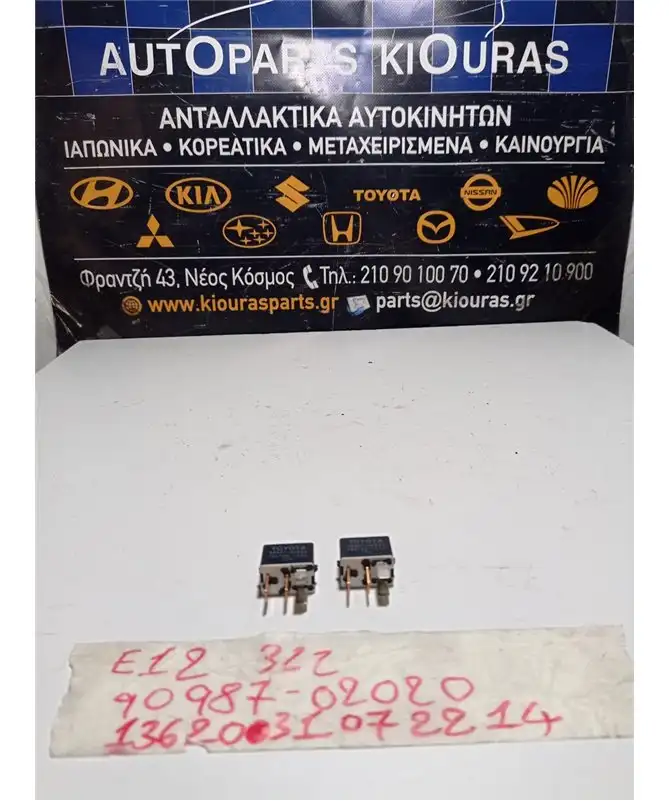 AUTOPARTS KIOURAS
ΑΝΤΑΛΛΑΚΤΙΚΑ ΑΥΤΟΚΙΝΗΤΩΝ
ΙΑΠΩΝΙΚΑ • ΚΟΡΕΑΤΙΚΑ • ΜΕΤΑΧΕΙΡΙΣΜΕΝΑ • ΚΑΙΝΟΥΡΓΙΑ
KIA TOYOTA NISSAN
Φραντζή 43, Νέος Κόσμος Τηλ.: 210 90 100 70 • 210 92 10 900
www.kiourasparts.gr parts@kiouras.gr
TOYOTA TOYOTA
E12 322
90987-02020
13620031072214